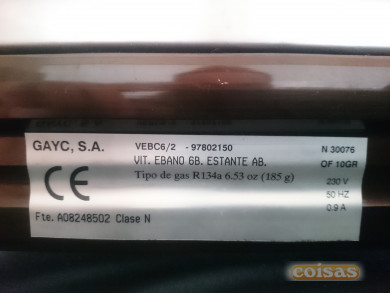 GAYC, S.A. VEBC6/2 - 97802150 N 30076
VIT. EBANO 6B. ESTANTE AB. OF 10GR
Tipo de gas R134a 6.53 oz (185 g) 230 V
CE 50 HZ
0.9 A
Fte. A08248502 Clase N
coisas